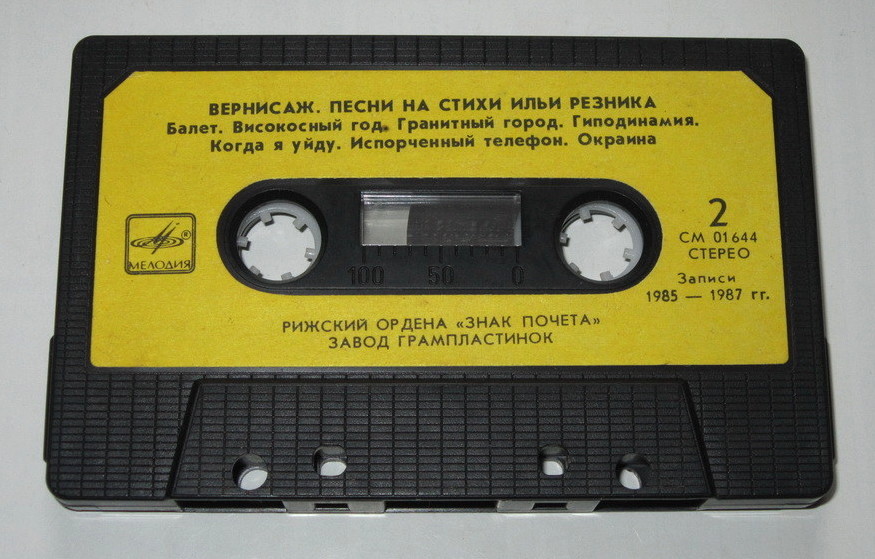 ВЕРНИСАЖ. ПЕСНИ НА СТИХИ ИЛЬИ РЕЗНИКА
Балет. Високосный год. Гранитный город. Гиподинамия.
Когда я уйду. Испорченный телефон. Окраина
2
СМ 01644
СТЕРЕО
МЕЛОДИЯ ®
100 50 0
Записи
1985 — 1987 гг.
РИЖСКИЙ ОРДЕНА «ЗНАК ПОЧЕТА»
ЗАВОД ГРАМПЛАСТИНОК